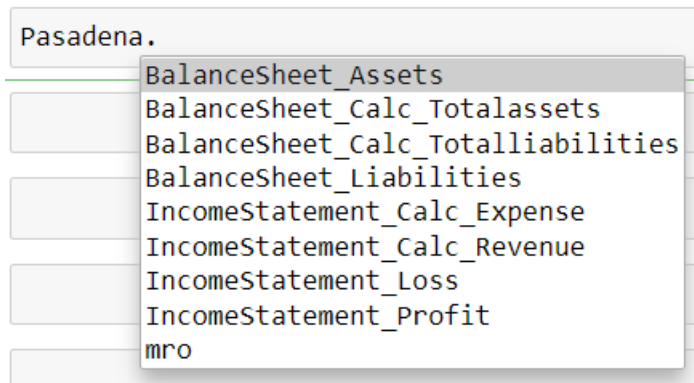 Pasadena.
BalanceSheet_Assets
BalanceSheet_Calc_Totalassets
BalanceSheet_Calc_Totalliabilities
BalanceSheet_Liabilities
IncomeStatement_Calc_Expense
IncomeStatement_Calc_Revenue
IncomeStatement_Loss
IncomeStatement_Profit
mro